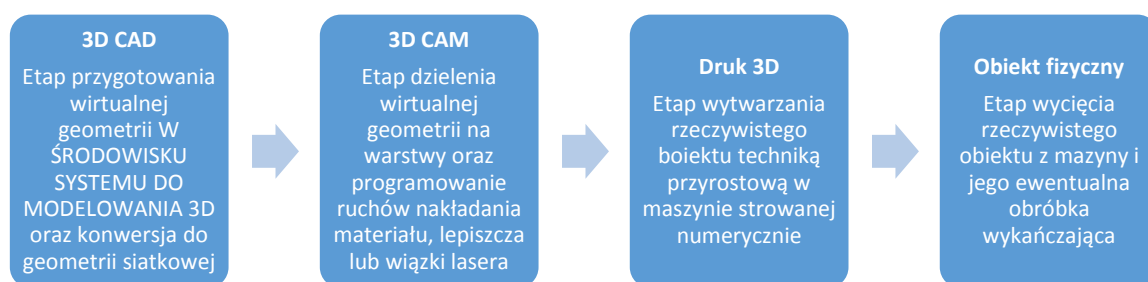 3D CAD
Etap przygotowania
wirtualnej
geometrii W
ŚRODOWISKU
SYSTEMU DO
MODELOWANIA 3D
oraz konwersja do
geometrii siatkowej
3D CAM
Etap dzielenia
wirtualnej
geometrii na
warstwy oraz
programowanie
ruchów nakładania
materiału, lepiszcza
lub wiązki lasera
Druk 3D
Etap wytwarzania
rzeczywistego
boiektu techniką
przyrostową w
maszynie strowanej
numerycznie
Obiekt fizyczny
Etap wycięcia
rzeczywistego
obiektu z mazyny i
jego ewentualna
obróbka
wykańczająca